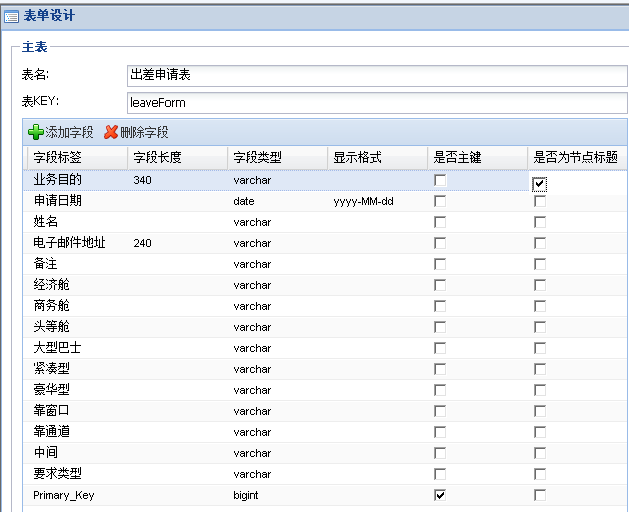 表单设计
主表
表名: 出差申请表
表KEY: leaveForm
添加字段 删除字段
字段标签 字段长度 字段类型 显示格式 是否主键 是否为节点标题
业务目的 340 varchar
申请日期 date yyyy-MM-dd
姓名 varchar
电子邮件地址 240 varchar
备注 varchar
经济舱 varchar
商务舱 varchar
头等舱 varchar
大型巴士 varchar
紧凑型 varchar
豪华型 varchar
靠窗口 varchar
靠通道 varchar
中间 varchar
要求类型 varchar
Primary_Key bigint